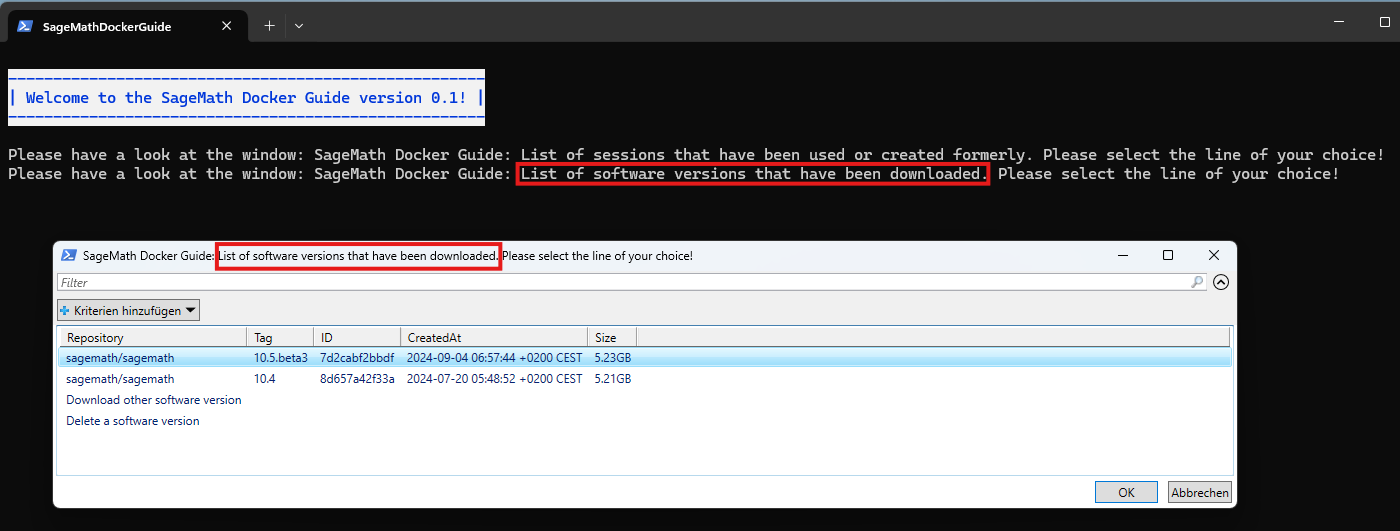 SageMathDockerGuide
| Welcome to the SageMath Docker Guide version 0.1! |
Please have a look at the window: SageMath Docker Guide: List of sessions that have been used or created formerly. Please select the line of your choice!
Please have a look at the window: SageMath Docker Guide: List of software versions that have been downloaded. Please select the line of your choice!
SageMath Docker Guide: List of software versions that have been downloaded. Please select the line of your choice!
Filter
Kriterien hinzufügen
Repository Tag ID CreatedAt Size
sagemath/sagemath 10.5.beta3 7d2cabf2bbdf 2024-09-04 06:57:44 +0200 CEST 5.23GB
sagemath/sagemath 10.4 8d657a42f33a 2024-07-20 05:48:52 +0200 CEST 5.21GB
Download other software version
Delete a software version
OK Abbrechen